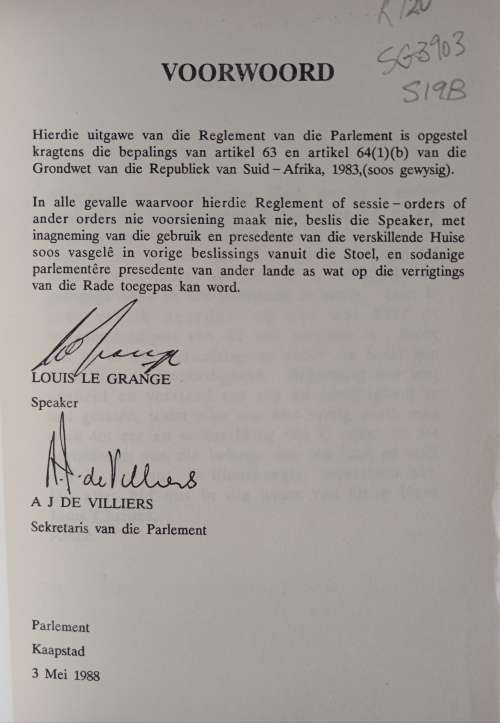 R120
SG3903
S19B
VOORWOORD
Hierdie uitgawe van die Reglement van die Parlement is opgestel
kragtens die bepalings van artikel 63 en artikel 64(1)(b) van die
Grondwet van die Republiek van Suid–Afrika, 1983,(soos gewysig).
In alle gevalle waarvoor hierdie Reglement of sessie–orders of
ander orders nie voorsiening maak nie, beslis die Speaker, met
inagneming van die gebruik en presedente van die verskillende Huise
soos vasgelê in vorige beslissings vanuit die Stoel, en sodanige
parlementêre presedente van ander lande as wat op die verrigtings
van die Rade toegepas kan word.
LOUIS LE GRANGE
Speaker
A.J. de Villiers
A J DE VILLIERS
Sekretaris van die Parlement
Parlement
Kaapstad
3 Mei 1988